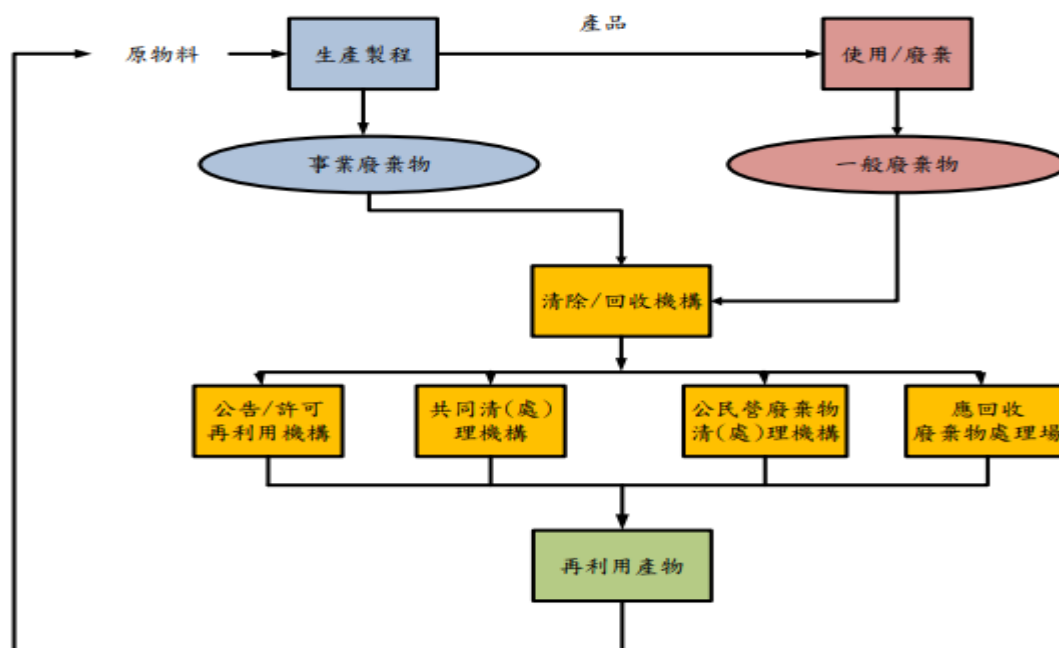 產品
原物料
生產製程
使用/廢棄
事業廢棄物
一般廢棄物
清除/回收機構
公告/許可
再利用機構
共同清(處)
理機構
公民營廢棄物
清(處)理機構
應回收
廢棄物處理場
再利用產物